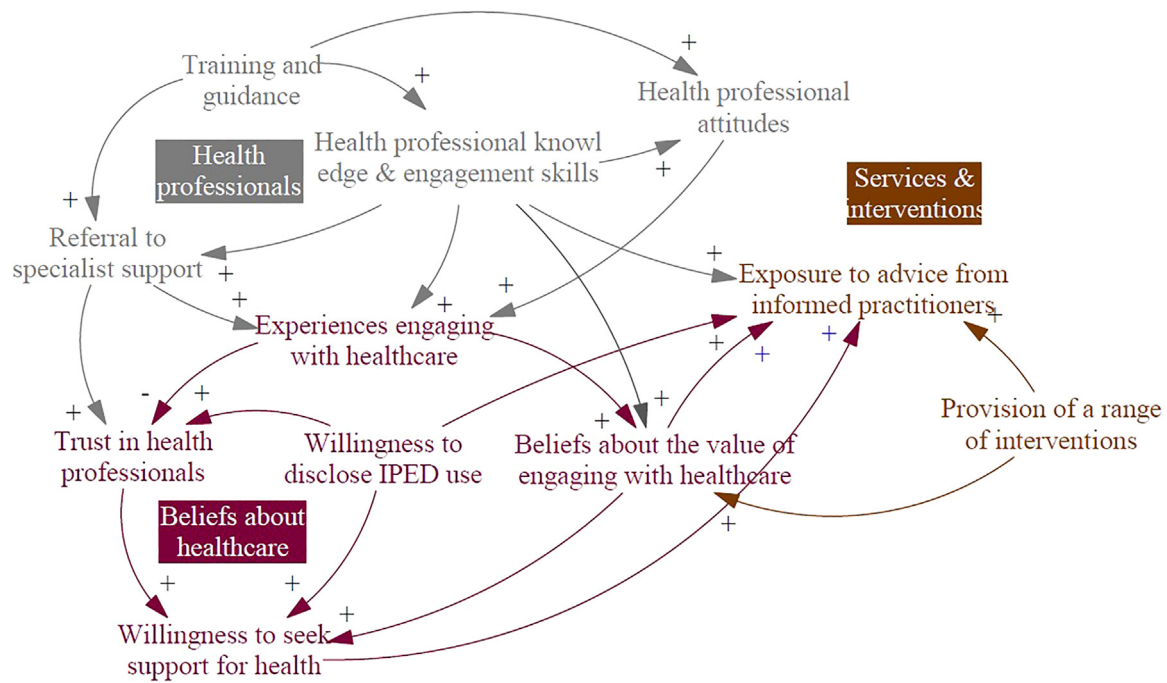 Training and
guidance
+
+
Health professional
attitudes
Health professional knowl
edge & engagement skills
+
Health
professionals
Services &
interventions
+
Referral to
specialist support
+
+
+
+
+
Exposure to advice from
informed practitioners
+
Experiences engaging
with healthcare
+
+
+
-
+
+
+
+
Trust in health
professionals
Willingness to
disclose IPED use
Beliefs about the value of
engaging with healthcare
Provision of a range
of interventions
+
Beliefs about
healthcare
+
+
+
Willingness to seek
support for health